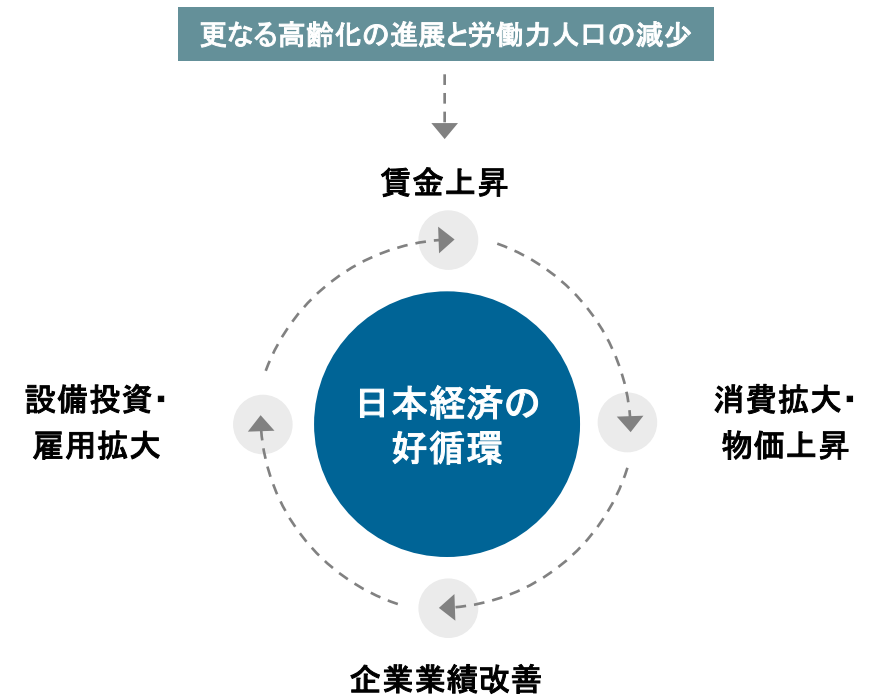 更なる高齢化の進展と労働力人口の減少
賃金上昇
設備投資・
雇用拡大
日本経済の
好循環
消費拡大・
物価上昇
企業業績改善